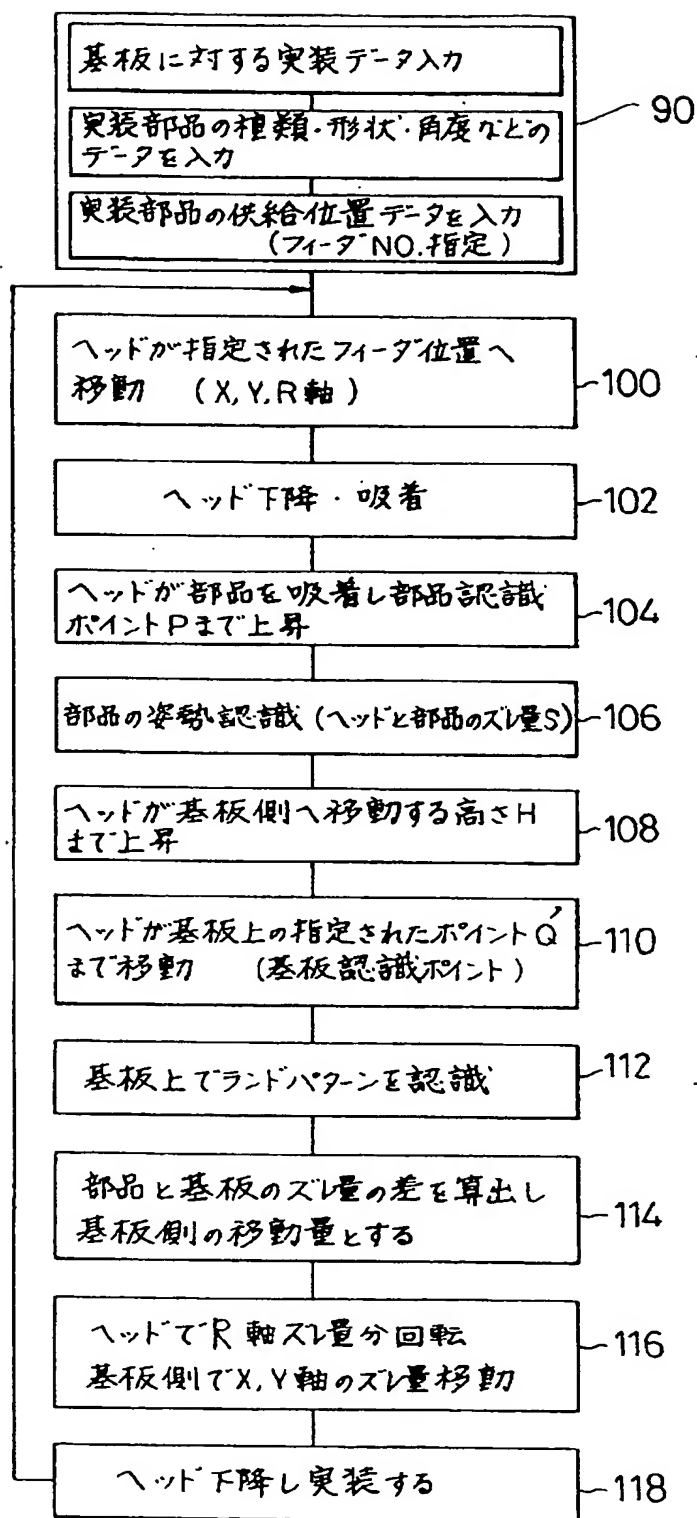 基板に対する実装データ入力
90
実装部品の種類・形状・角度などの
データを入力
実装部品の供給位置データを入力
(フィーダNO.指定)
ヘッドが指定されたフィーダ位置へ
移動 (X,Y,R軸)
100
ヘッド下降・吸着
102
ヘッドが部品を吸着し部品認識
ポイントPまで上昇
104
部品の姿勢認識(ヘッドと部品のズレ量S)
106
ヘッドが基板側へ移動する高さH
まで上昇
108
ヘッドが基板上の指定されたポイントQ'
まで移動 (基板認識ポイント)
110
基板上でランドパターンを認識
112
部品と基板のズレ量の差を算出し
基板側の移動量とする
114
ヘッドでR軸ズレ量分回転
基板側でX,Y軸のズレ量移動
116
ヘッド下降し実装する
118